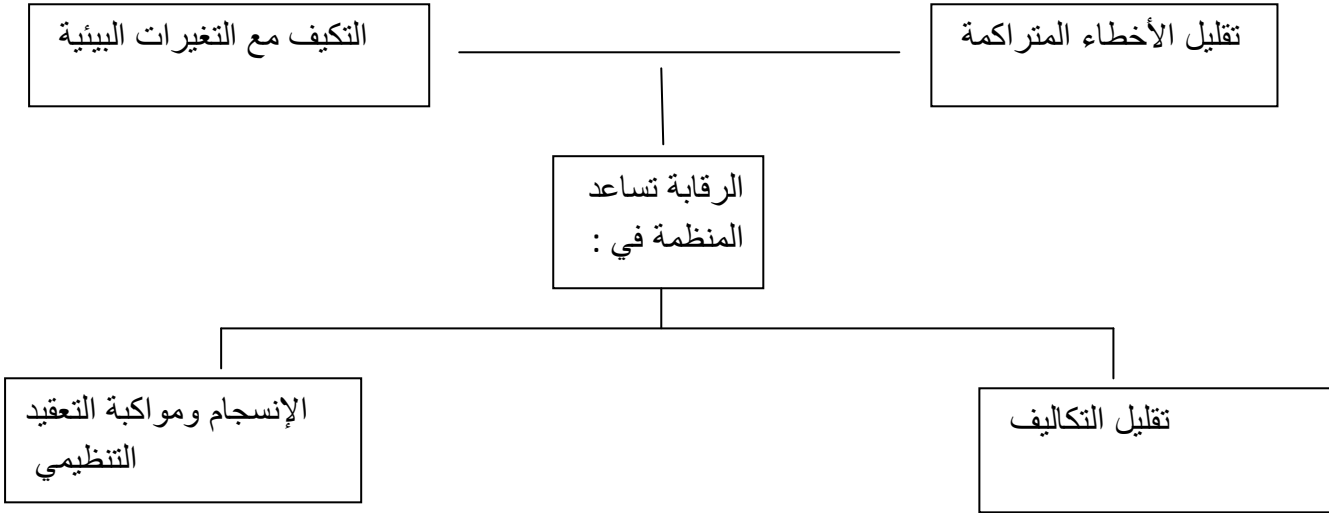 تقليل الأخطاء المتراكمة
التكيف مع التغيرات البيئية
الرقابة تساعد
المنظمة في :
تقليل التكاليف
الإنسجام ومواكبة التعقيد
التنظيمي